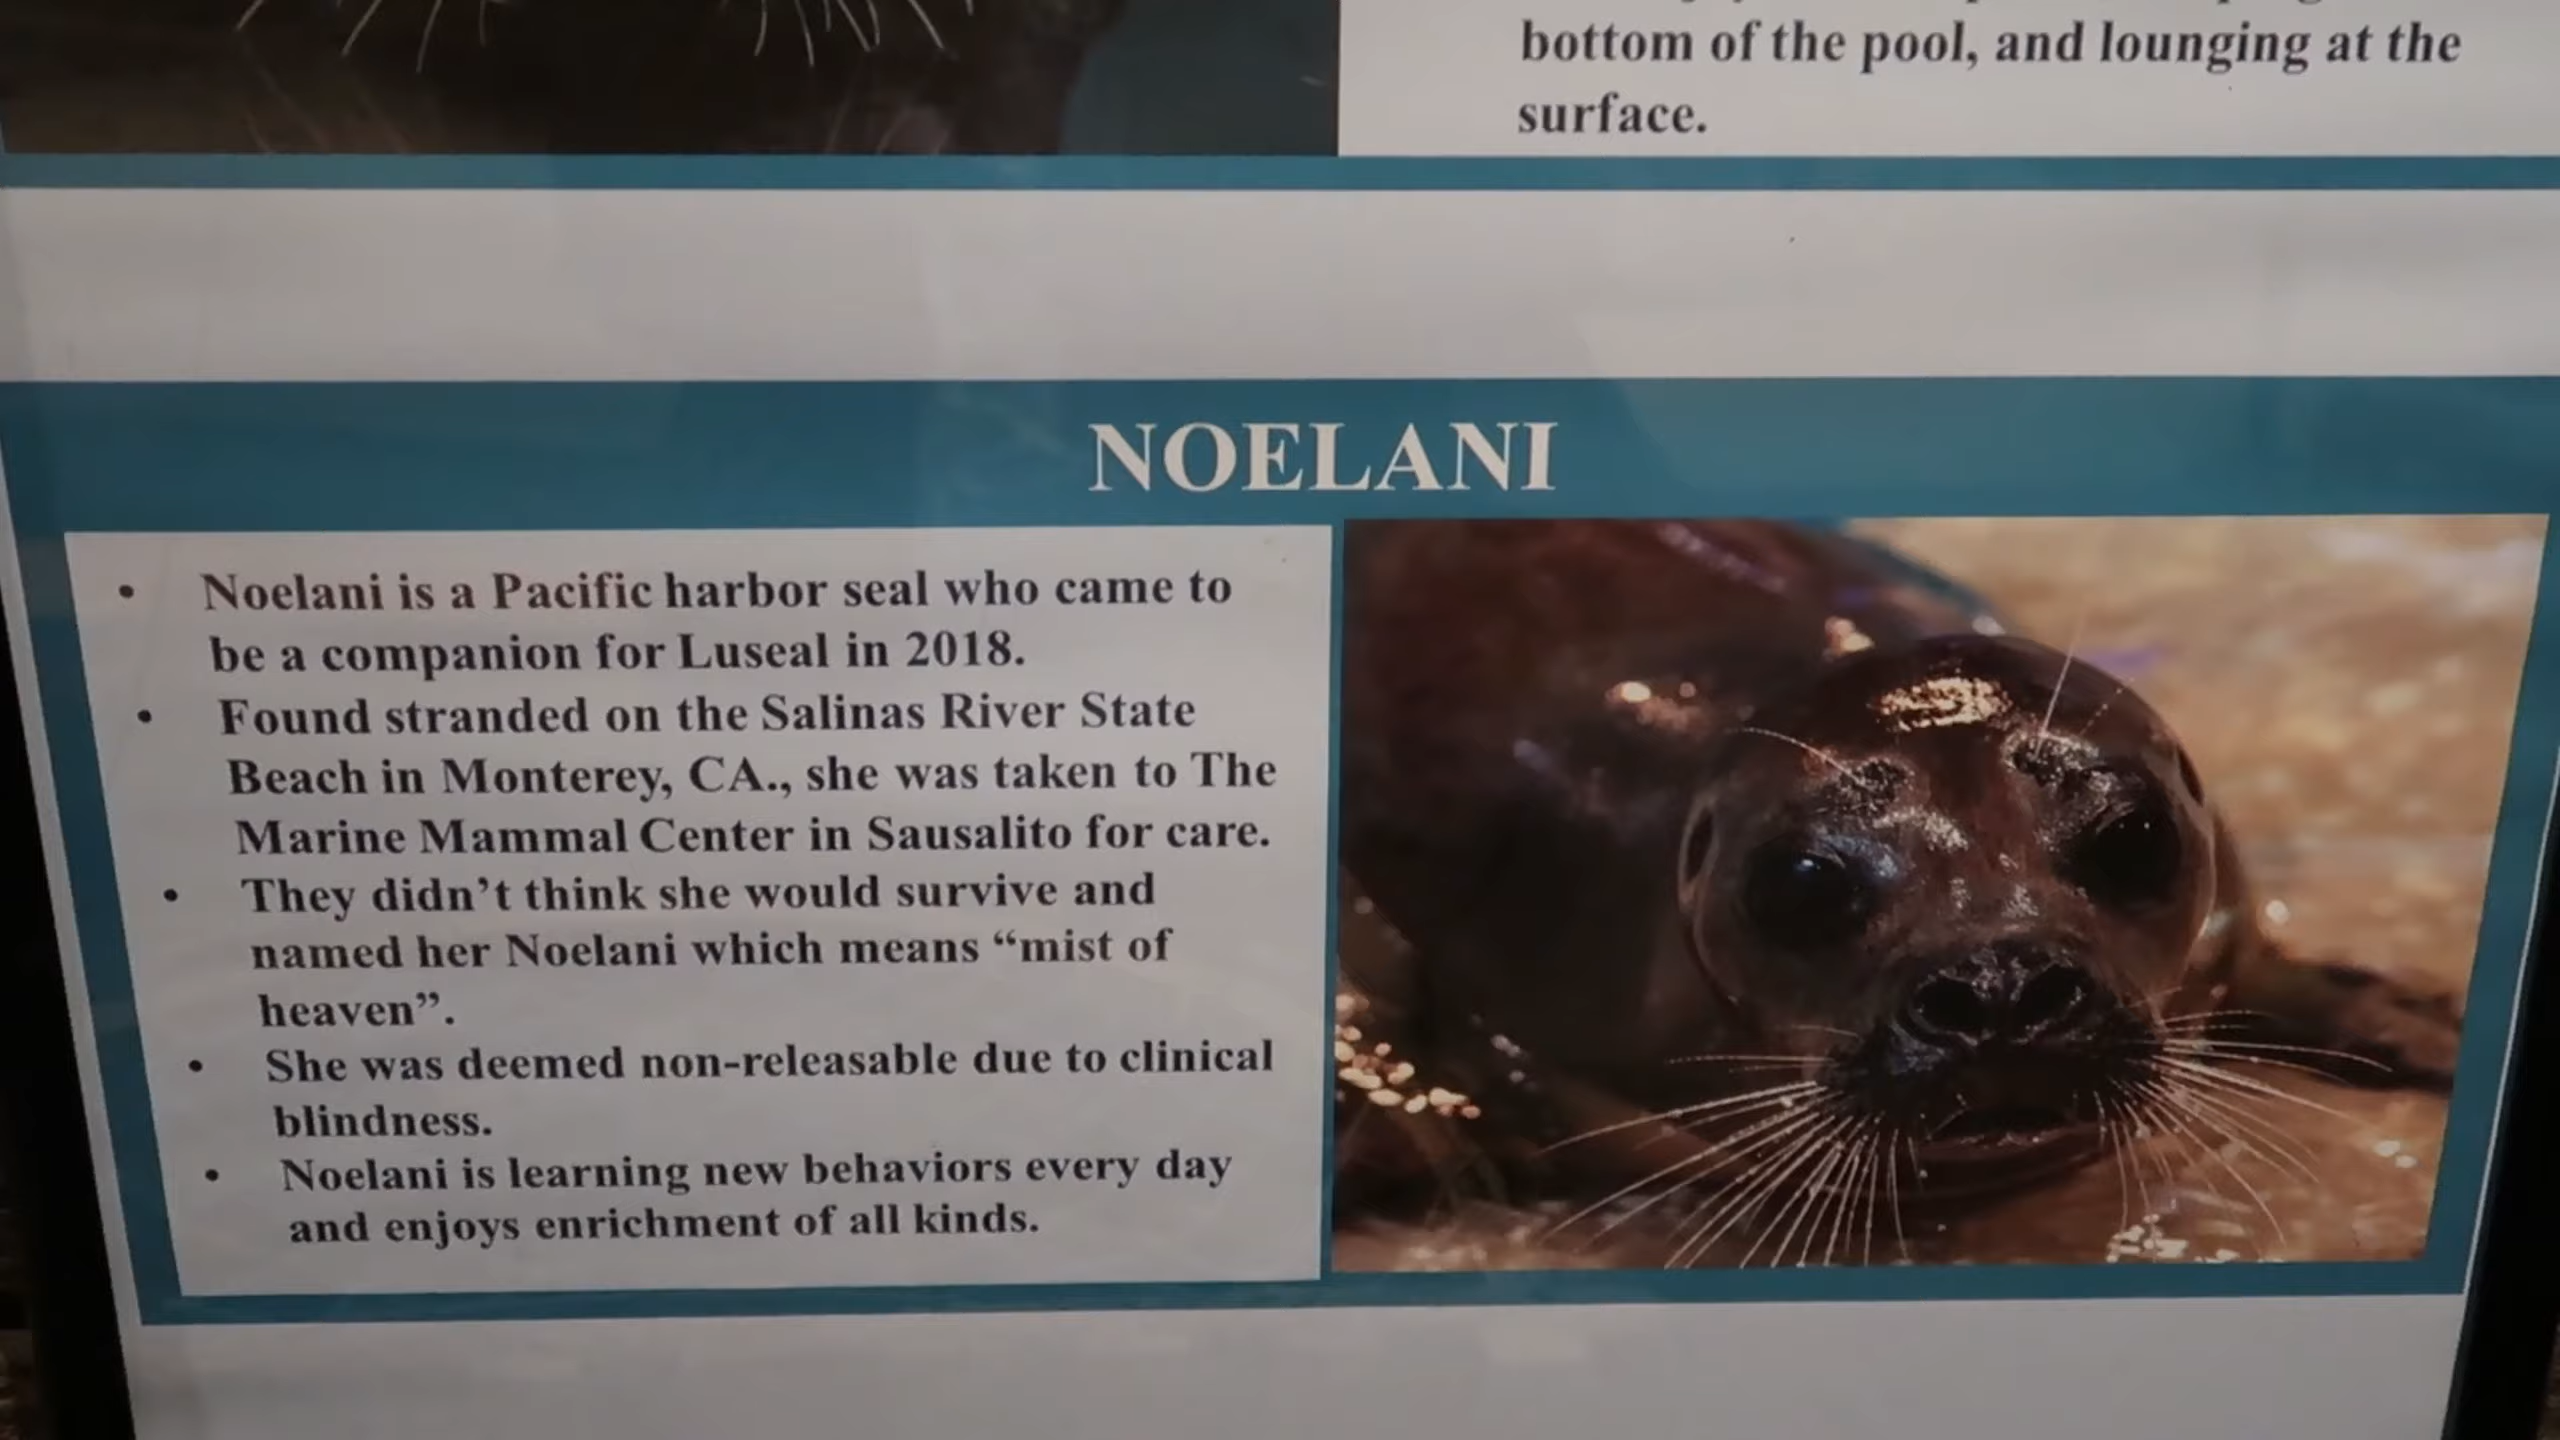 bottom of the pool, and lounging at the
surface.
NOELANI
• Noelani is a Pacific harbor seal who came to
be a companion for Luseal in 2018.
• Found stranded on the Salinas River State
Beach in Monterey, CA., she was taken to The
Marine Mammal Center in Sausalito for care.
• They didn’t think she would survive and
named her Noelani which means “mist of
heaven”.
• She was deemed non-releasable due to clinical
blindness.
• Noelani is learning new behaviors every day
and enjoys enrichment of all kinds.